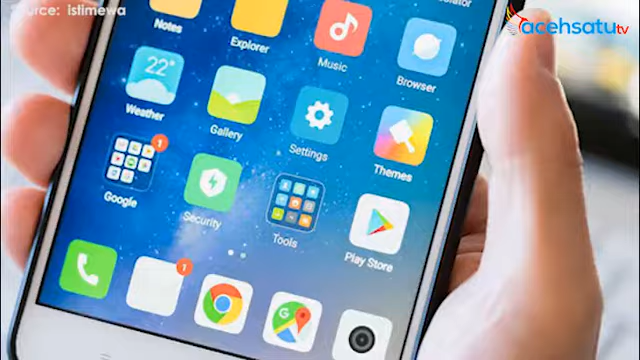 Source: istimewa
acehsatu tv
Notes
Explorer
Music
Browser
22°
Weather
Gallery
Settings
Themes
1
Google
Security
Tools
Play Store
1